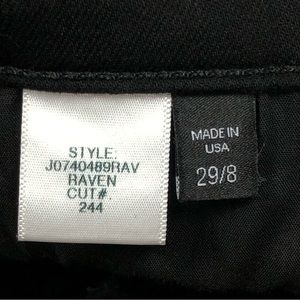 STYLE:
J0740489RAV
RAVEN
CUT#:
244
MADE IN
USA
29/8